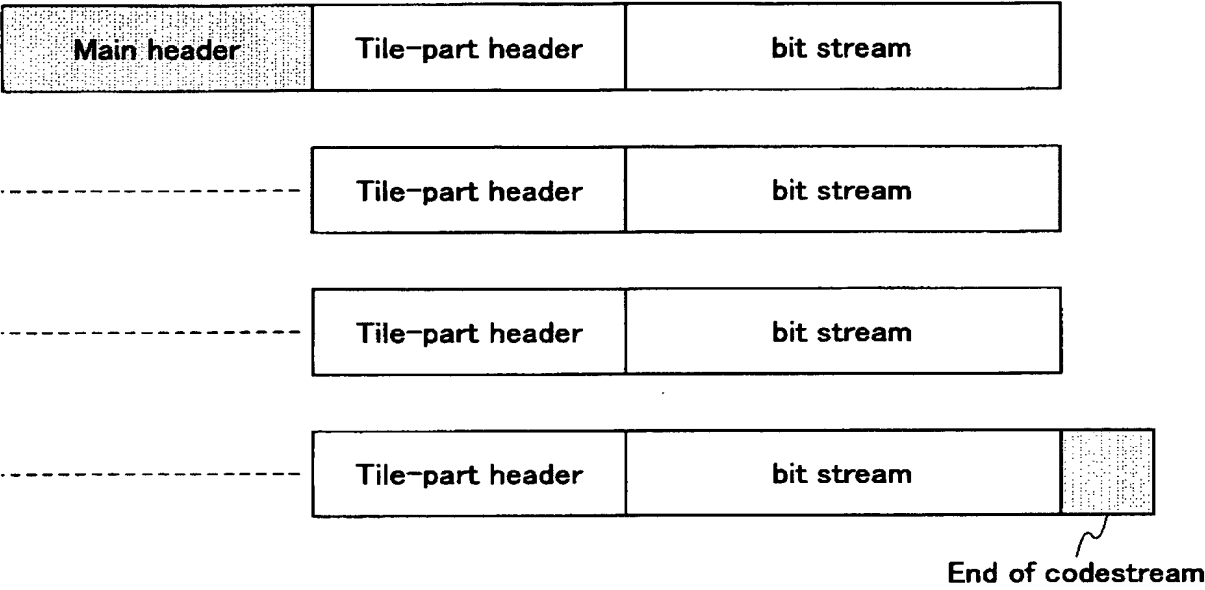 Main header Tile-part header bit stream
Tile-part header bit stream
Tile-part header bit stream
Tile-part header bit stream
End of codestream